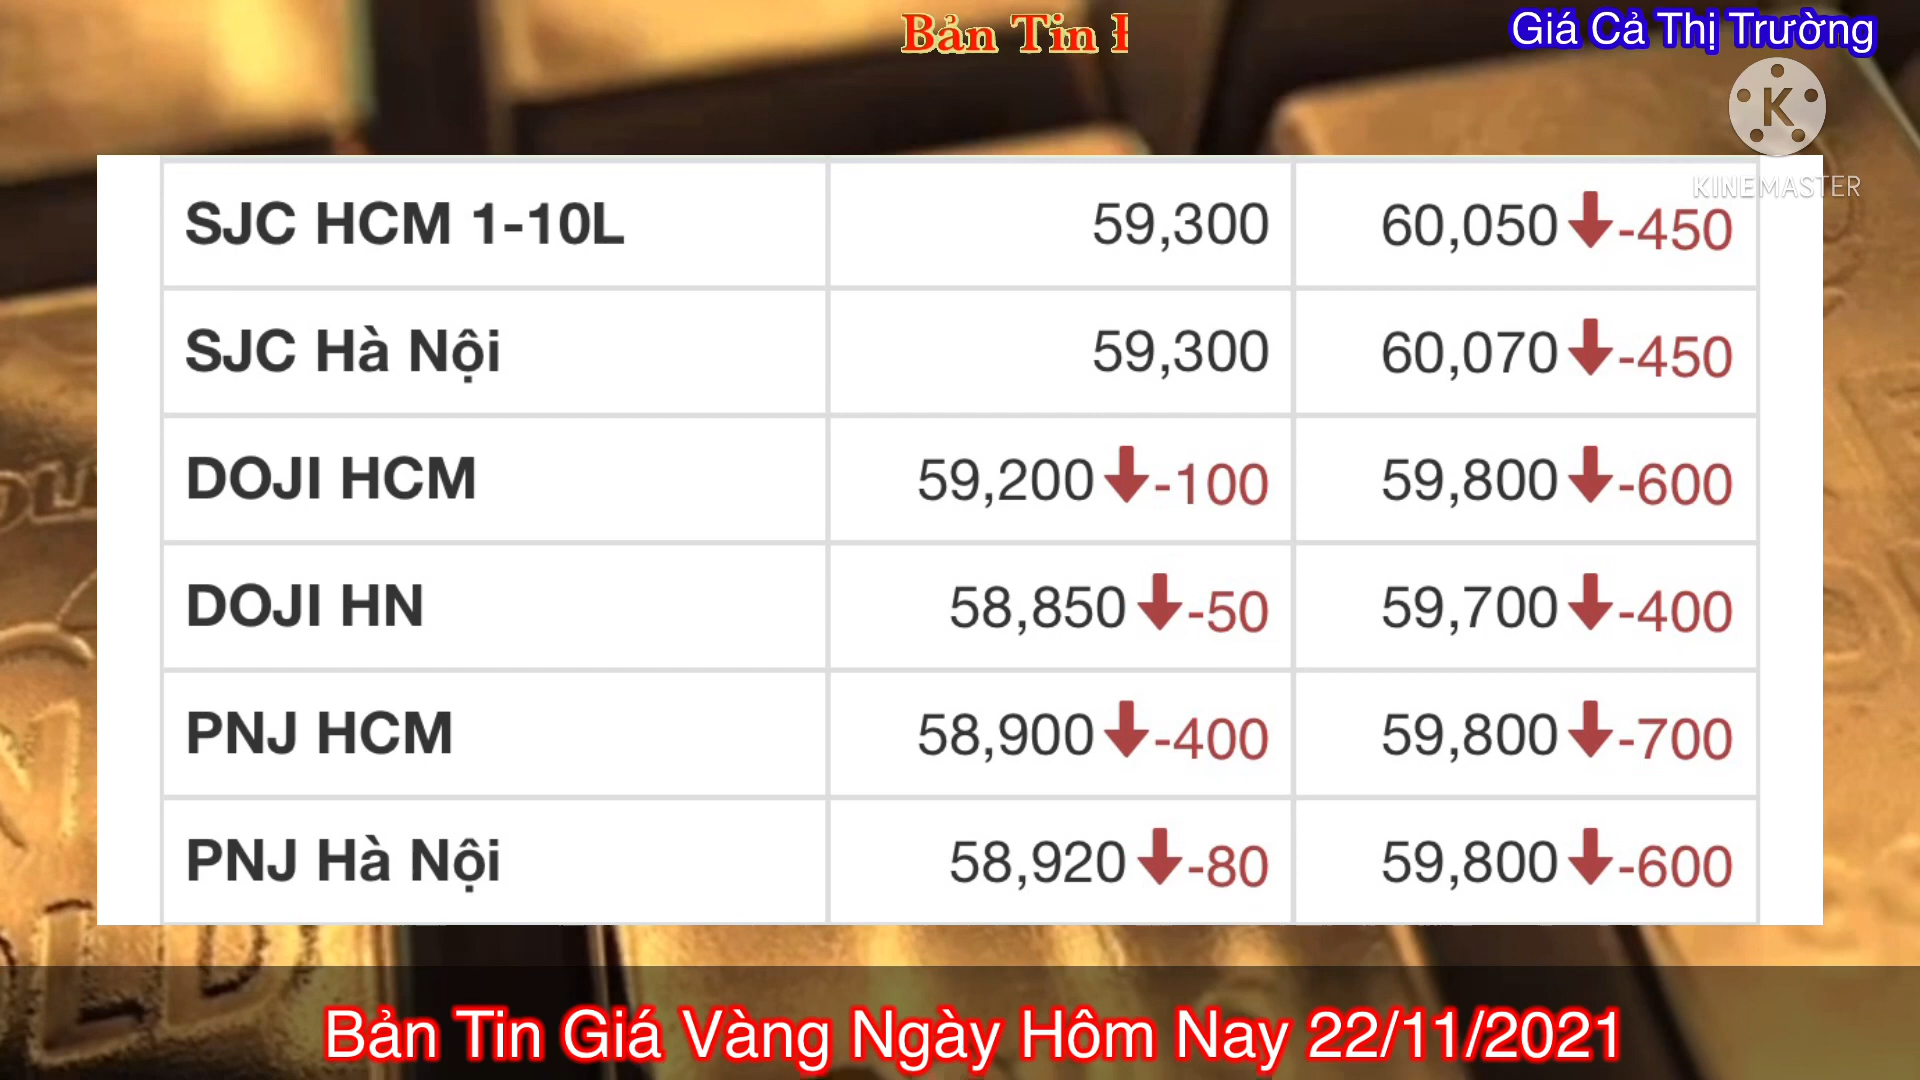 Bản Tin
Giá Cả Thị Trường
K
KINEMASTER
SJC HCM 1-10L 59,300 60,050 -450
SJC Hà Nội 59,300 60,070 -450
DOJI HCM 59,200 -100 59,800 -600
DOJI HN 58,850 -50 59,700 -400
PNJ HCM 58,900 -400 59,800 -700
PNJ Hà Nội 58,920 -80 59,800 -600
Bản Tin Giá Vàng Ngày Hôm Nay 22/11/2021